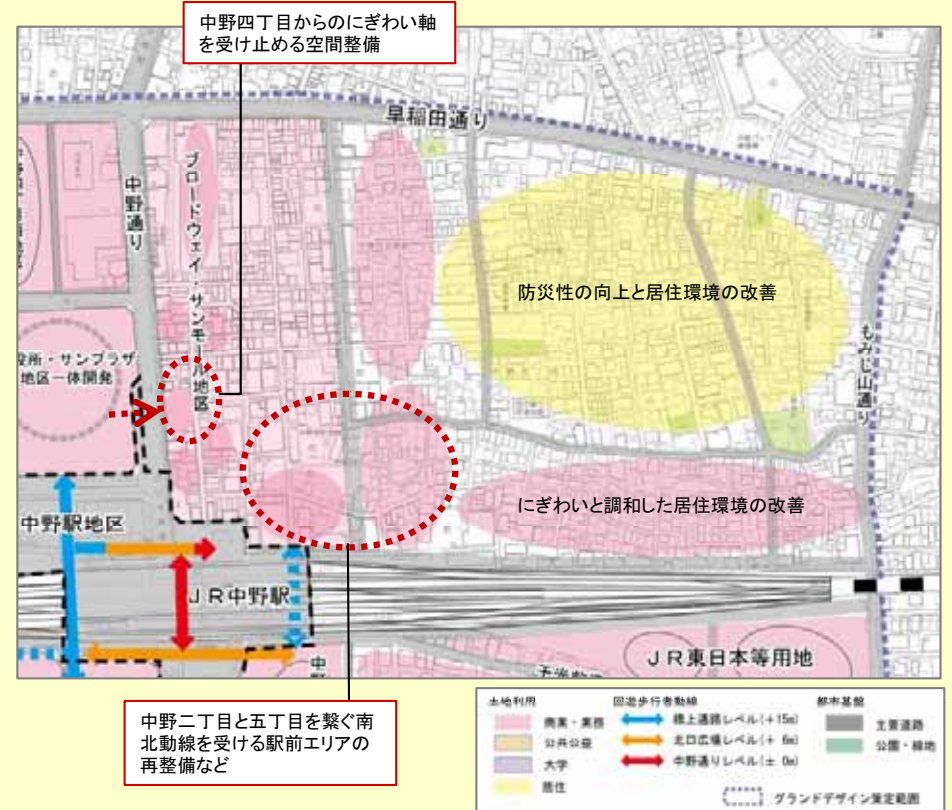 中野四丁目からのにぎわい軸
を受け止める空間整備
早稲田通り
中野通り
ブロードウェイ・サンモール地区
防災性の向上と居住環境の改善
もみじ山通り
役所・サンプラザ
地区一体開発
にぎわいと調和した居住環境の改善
中野駅地区
JR中野駅
JR東日本等用地
中野二丁目と五丁目を繋ぐ南
北動線を受ける駅前エリアの
再整備など
土地利用
商業・業務
公共公益
大学
居住
回遊歩行者動線
橋上通路レベル(+15m)
北口広場レベル(+ 6m)
中野通りレベル(± 0m)
都市基盤
主要道路
公園・緑地
グランドデザイン策定範囲